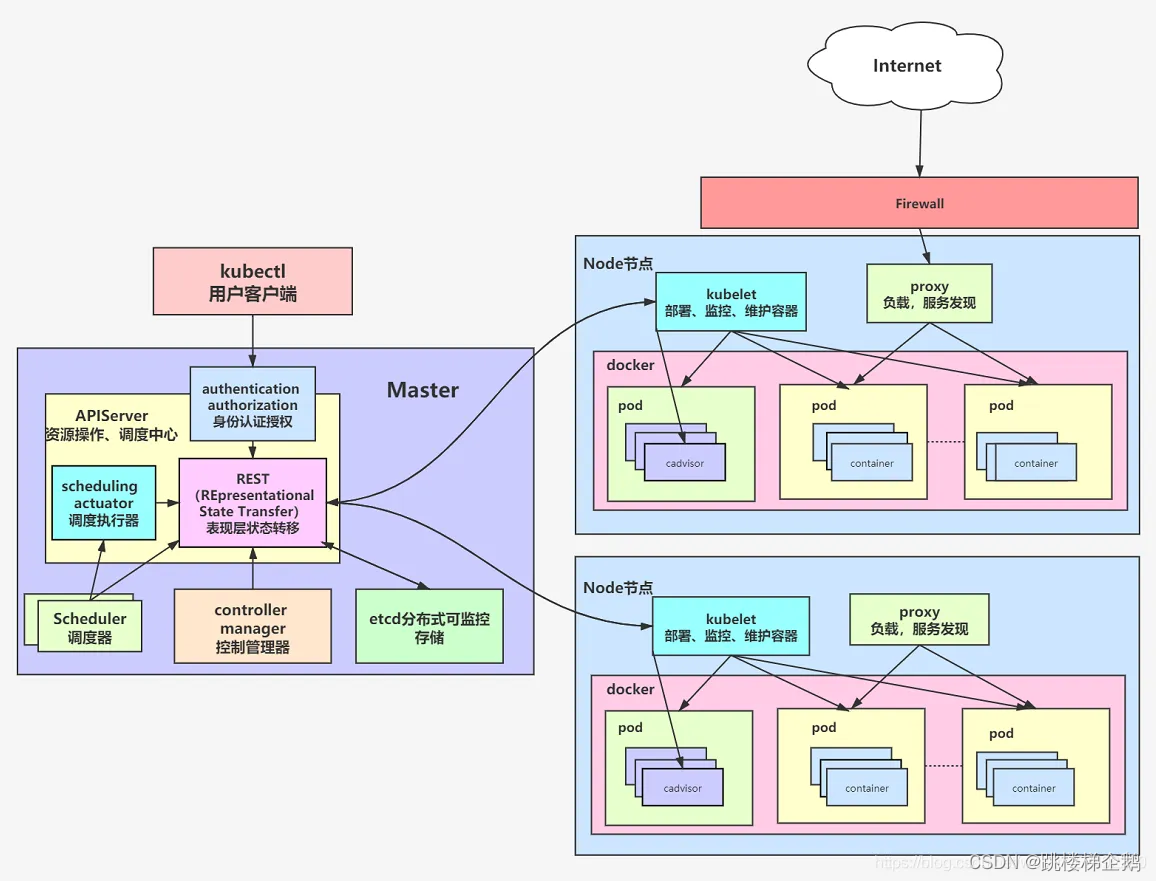 Internet
Firewall
kubectl
用户客户端
Master
authentication
authorization
身份认证授权
APIServer
资源操作、调度中心
scheduling
actuator
调度执行器
REST
（REpresentational
State Transfer）
表现层状态转移
Scheduler
调度器
controller
manager
控制管理器
etcd分布式可监控
存储
Node节点
kubelet
部署、监控、维护容器
proxy
负载，服务发现
docker
pod
cadvisor
pod
container
pod
container
Node节点
kubelet
部署、监控、维护容器
proxy
负载，服务发现
docker
pod
cadvisor
pod
container
pod
container
CSDN @跳楼梯企鹅